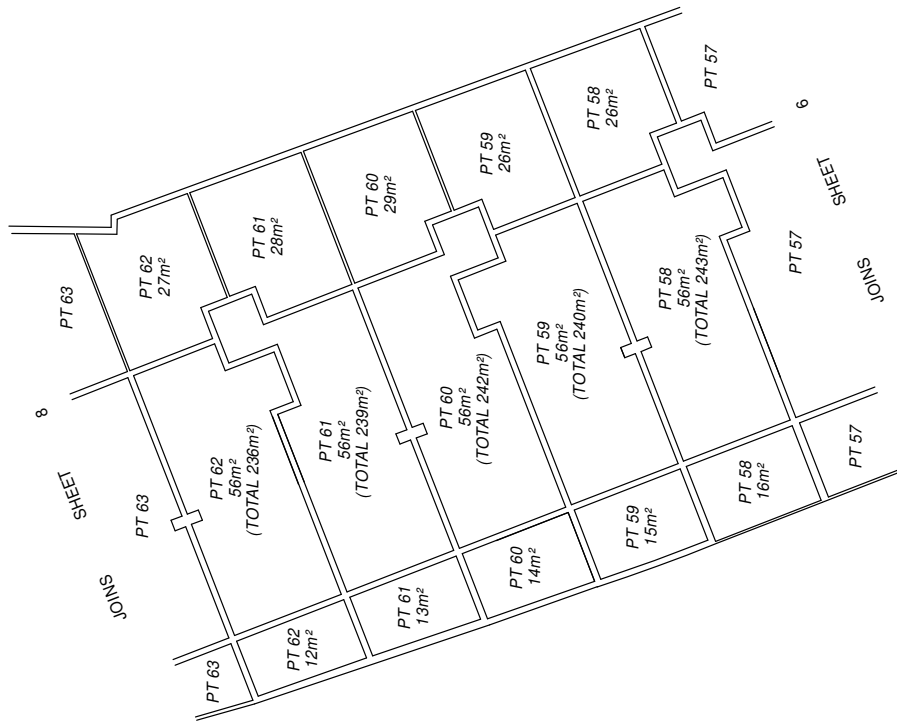 PT 63
PT 62
27m²
PT 61
28m²
PT 60
29m²
PT 59
26m²
PT 58
26m²
PT 57
JOINS SHEET 8
PT 63
PT 62
56m²
(TOTAL 236m²)
PT 61
56m²
(TOTAL 239m²)
PT 60
56m²
(TOTAL 242m²)
PT 59
56m²
(TOTAL 240m²)
PT 58
56m²
(TOTAL 243m²)
PT 57
JOINS SHEET 6
PT 63
PT 62
12m²
PT 61
13m²
PT 60
14m²
PT 59
15m²
PT 58
16m²
PT 57